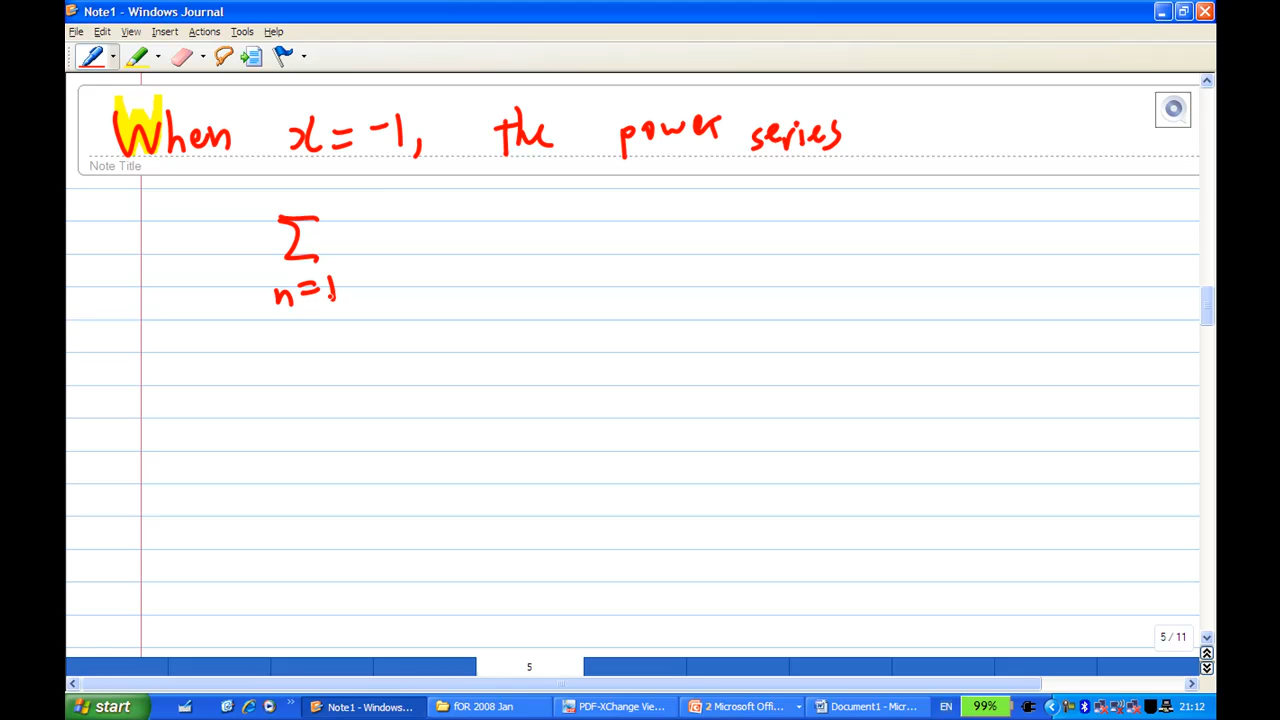 Note1 - Windows Journal
File Edit View Insert Actions Tools Help
When x = -1, the power series
Note Title
Σ
n=1
5 / 11
5
start Note1 - Windows... fOR 2008 Jan PDF-XChange Vie... 2 Microsoft Offi... Document1 - Micr... EN 99% 21:12